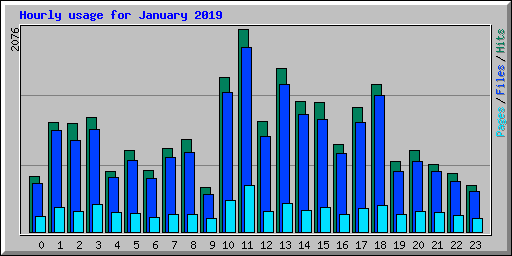 Hourly usage for January 2019
2076
Pages / Files / Hits
0 1 2 3 4 5 6 7 8 9 10 11 12 13 14 15 16 17 18 19 20 21 22 23